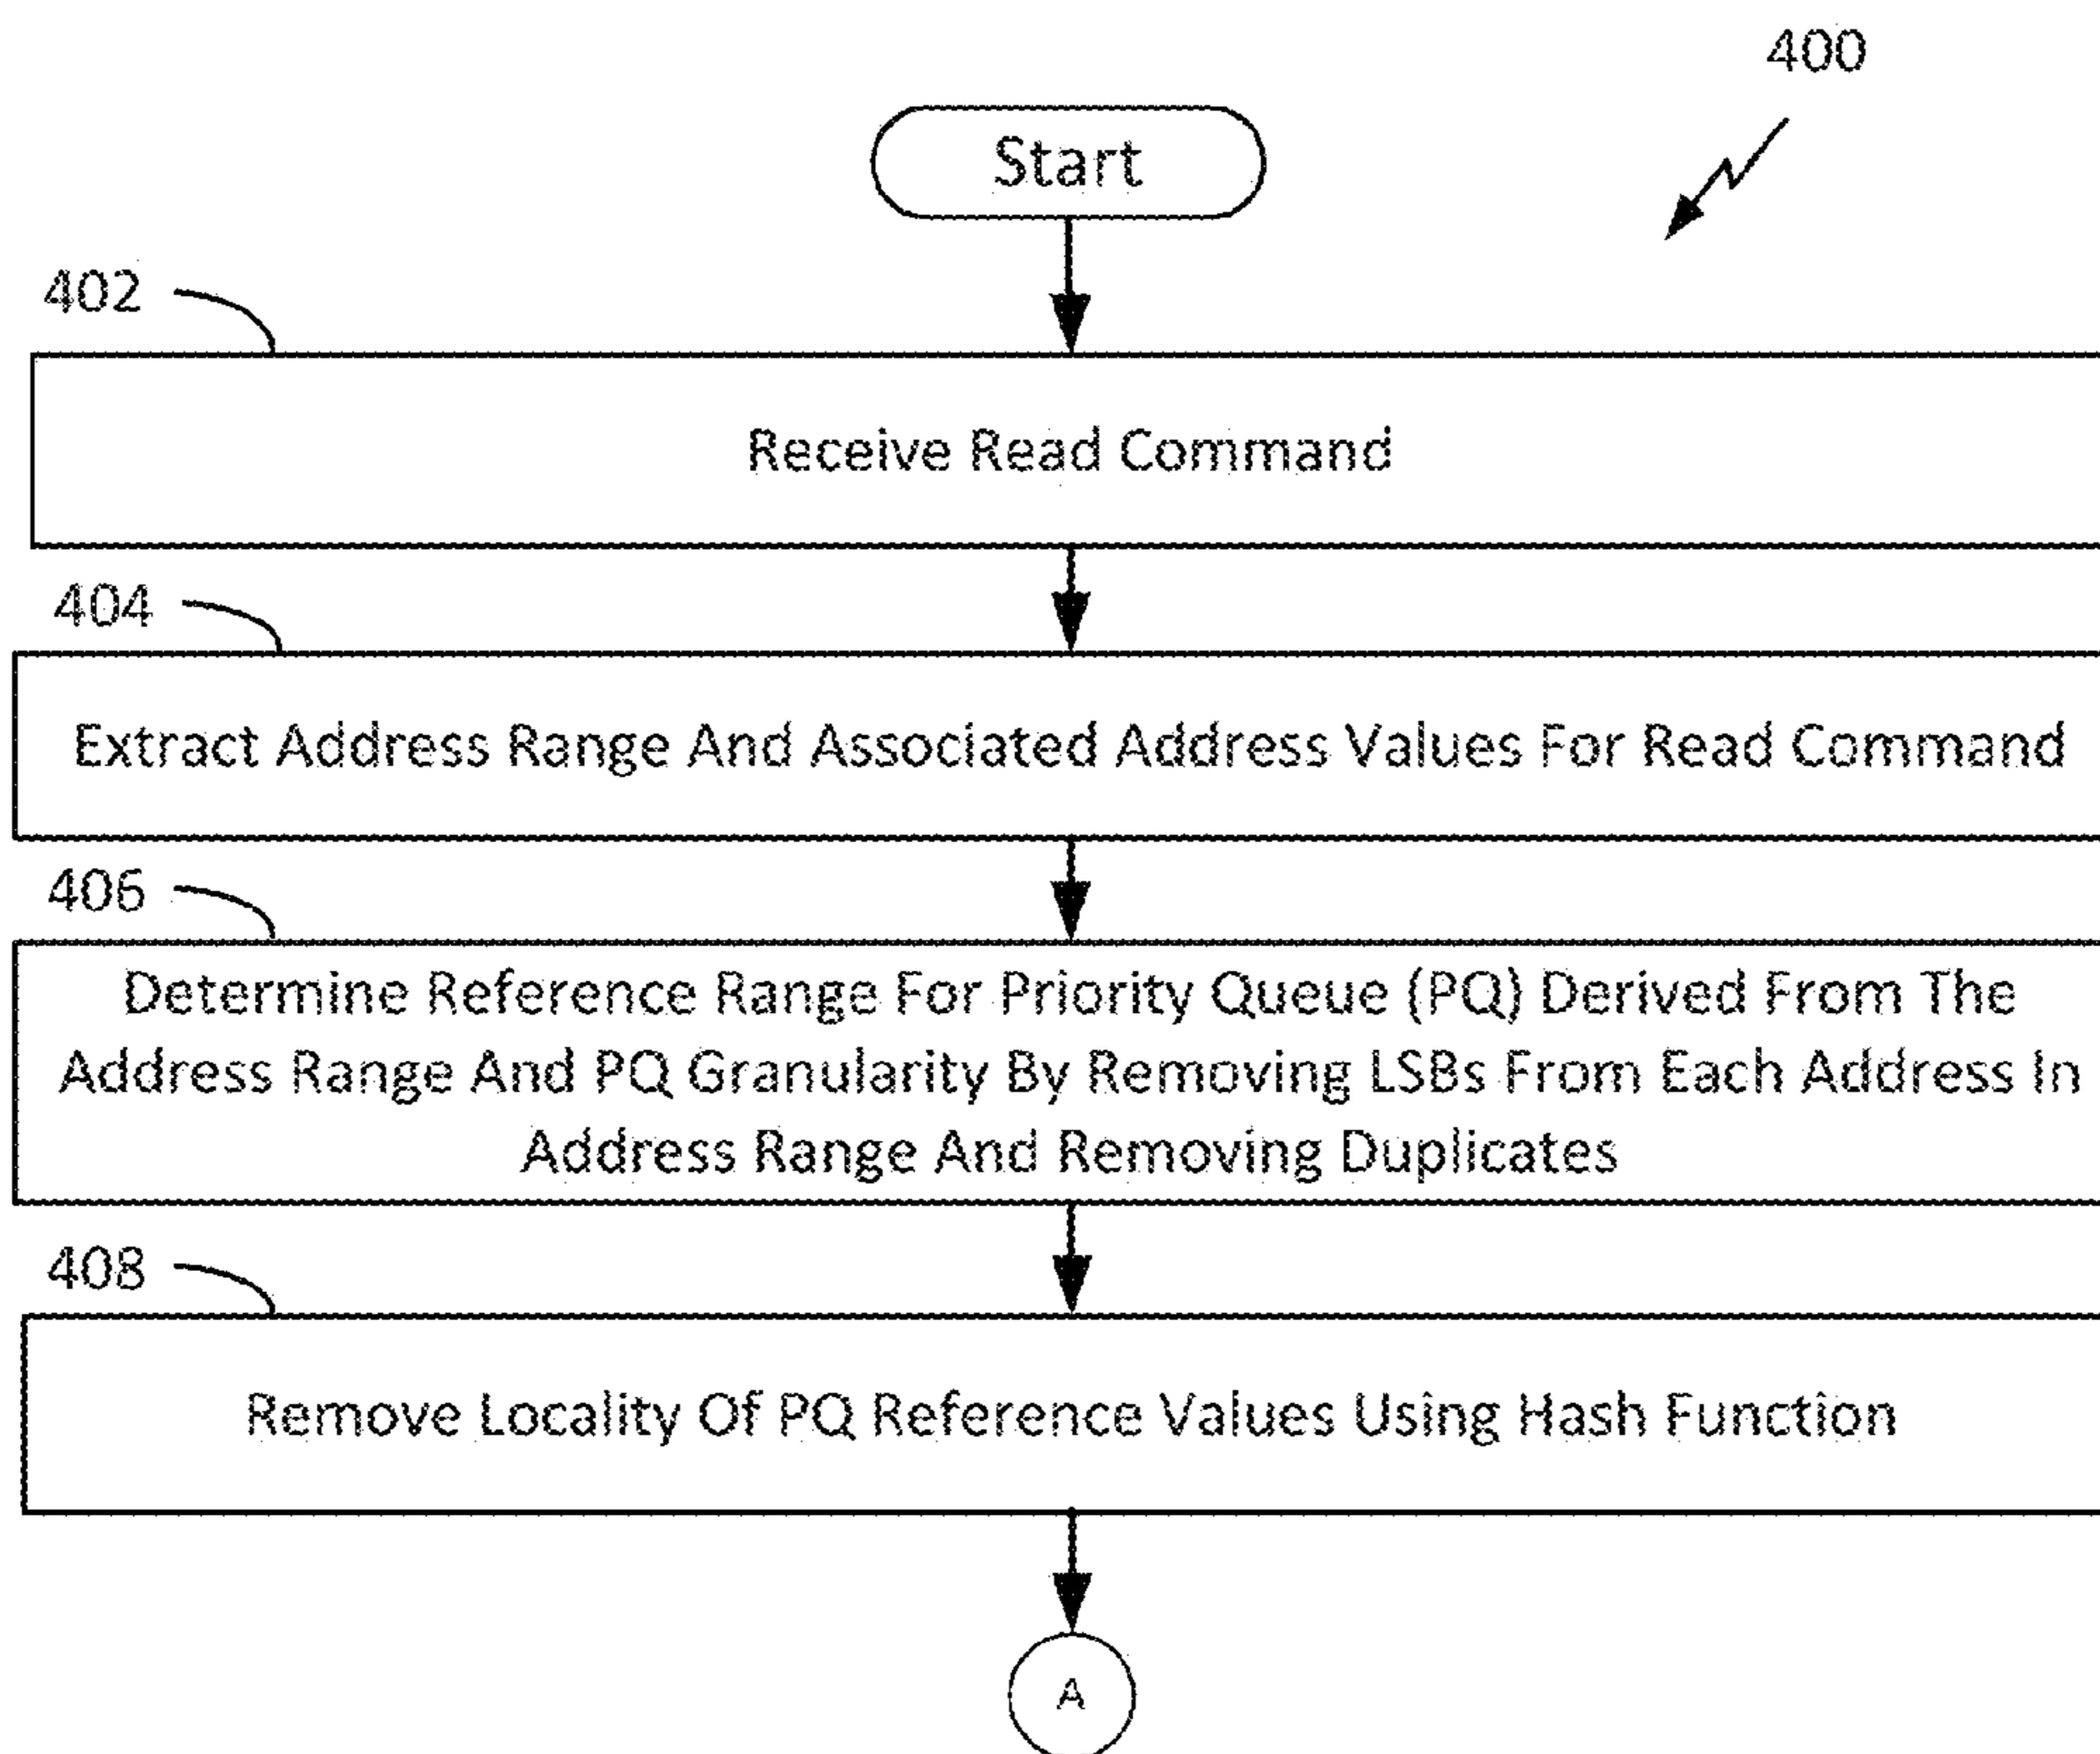 400
Start
402
Receive Read Command
404
Extract Address Range And Associated Address Values For Read Command
406
Determine Reference Range For Priority Queue (PQ) Derived From The
Address Range And PQ Granularity By Removing LSBs From Each Address In
Address Range And Removing Duplicates
408
Remove Locality Of PQ Reference Values Using Hash Function
A